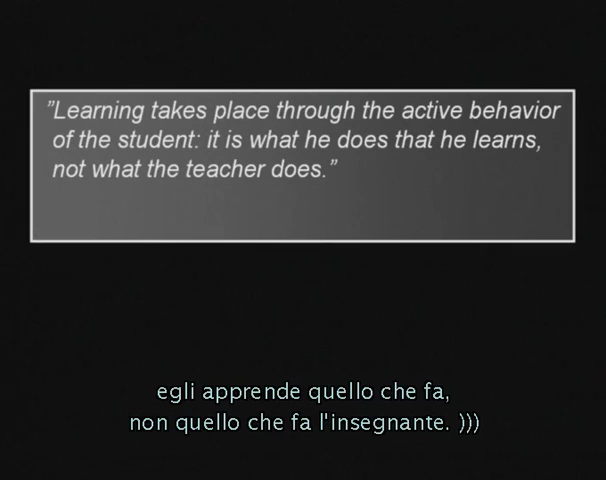 ”Learning takes place through the active behavior
of the student: it is what he does that he learns,
not what the teacher does.”
egli apprende quello che fa,
non quello che fa l'insegnante. )))